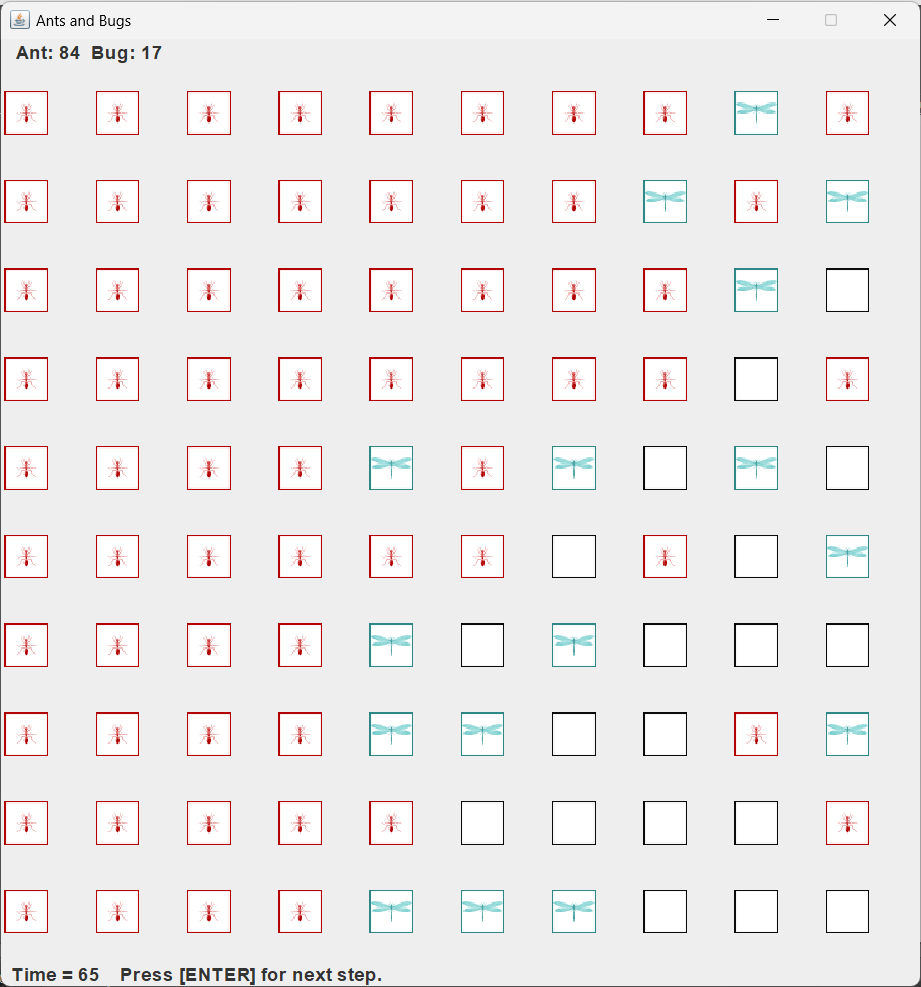 Ants and Bugs
Ant: 84  Bug: 17
Time = 65    Press [ENTER] for next step.